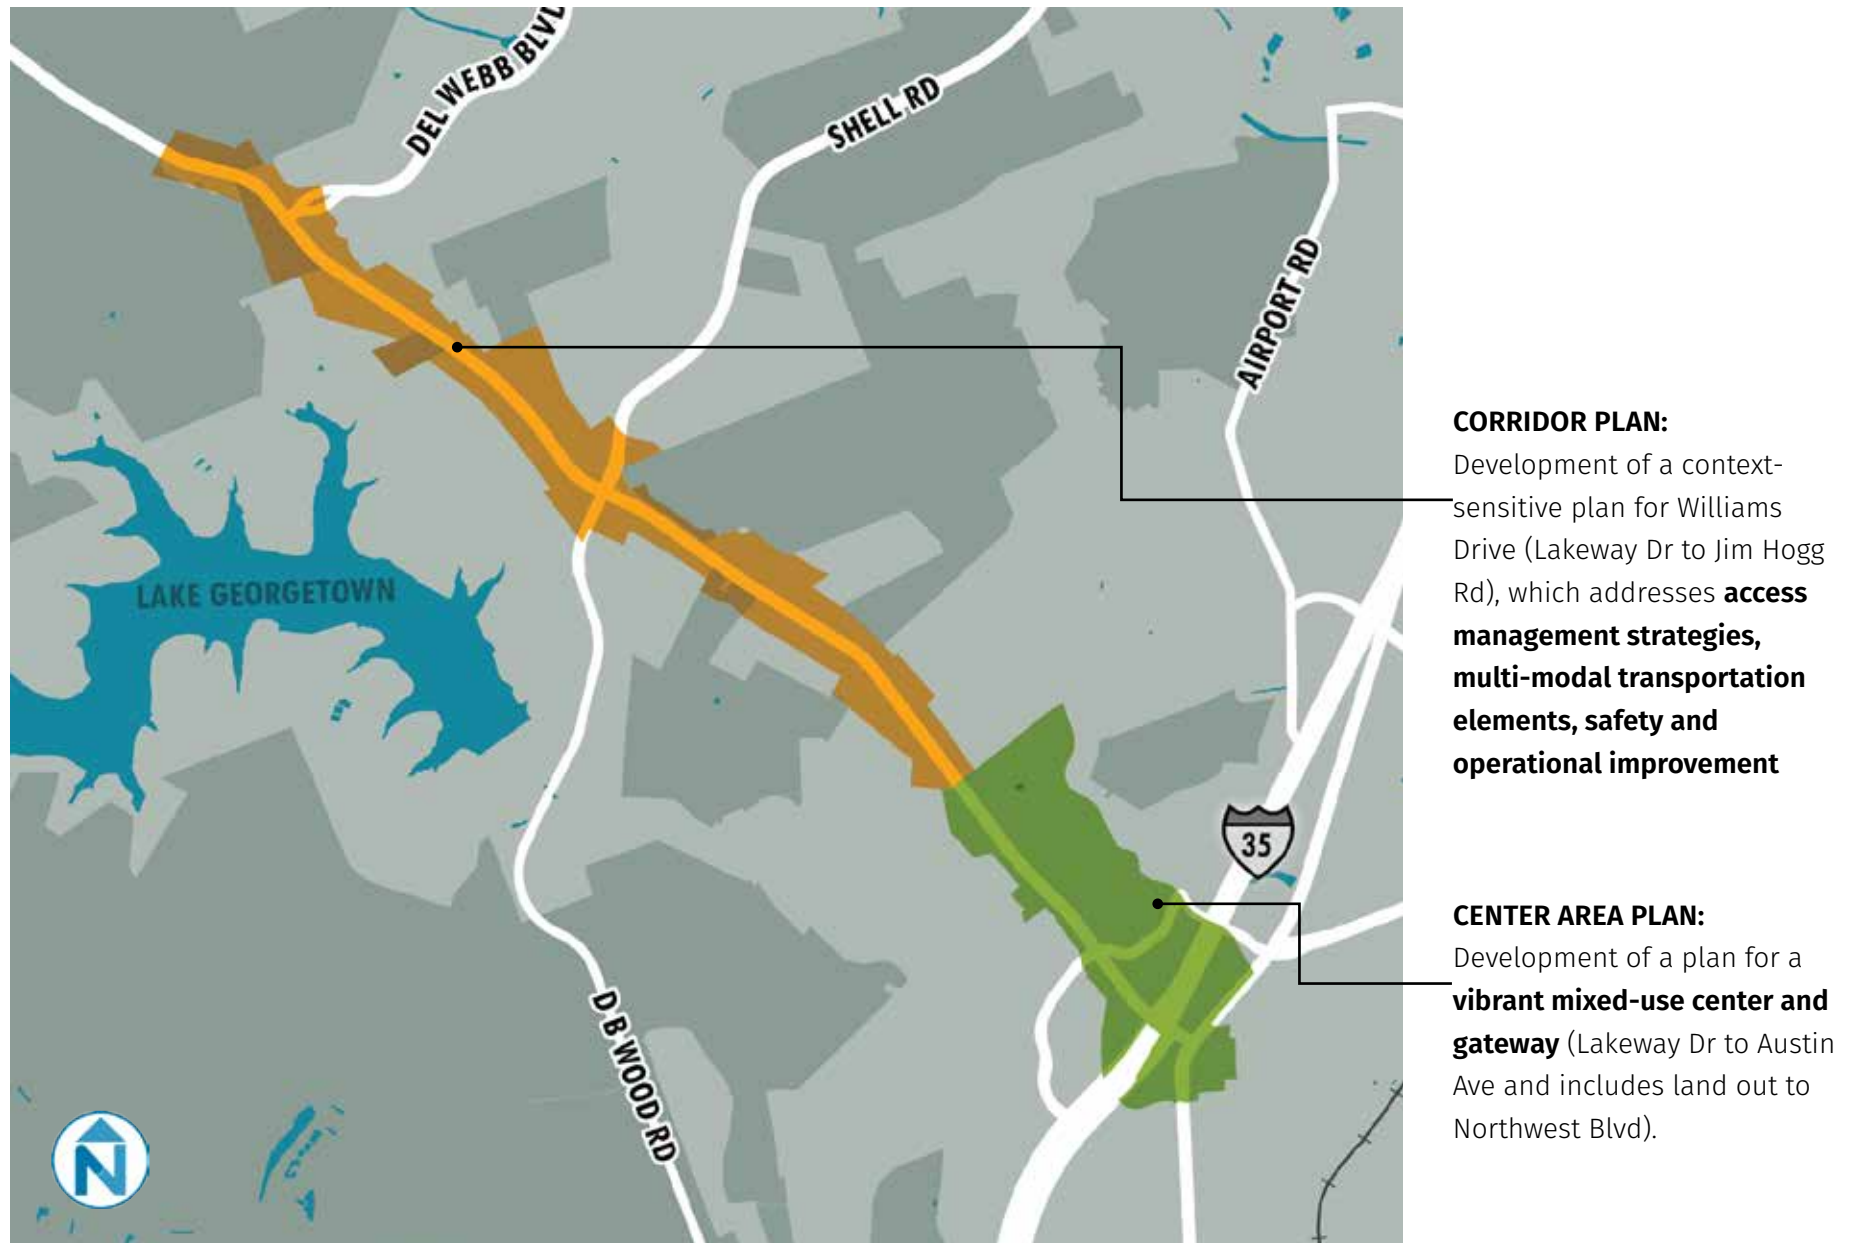 DEL WEBB BLVD
SHELL RD
AIRPORT RD
LAKE GEORGETOWN
35
D B WOOD RD
N
CORRIDOR PLAN:
Development of a context-
sensitive plan for Williams
Drive (Lakeway Dr to Jim Hogg
Rd), which addresses access
management strategies,
multi-modal transportation
elements, safety and
operational improvement
CENTER AREA PLAN:
Development of a plan for a
vibrant mixed-use center and
gateway (Lakeway Dr to Austin
Ave and includes land out to
Northwest Blvd).